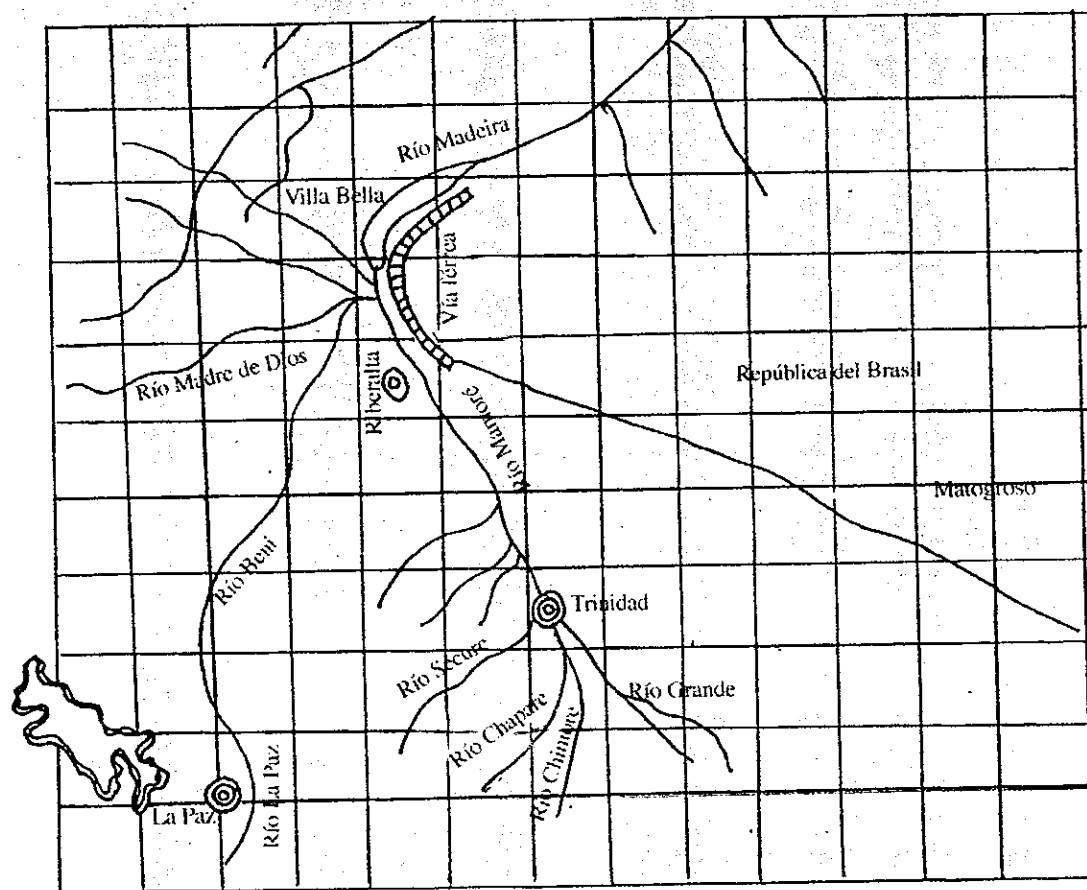 Río Madeira
Villa Bella
Vía férrea
Río Madre de Dios
Riberalta
República del Brasil
Río Mamoré
Matogroso
Río Beni
Trinidad
Río Secure
Río Grande
Río Chapare
Río Chimore
Río La Paz
La Paz